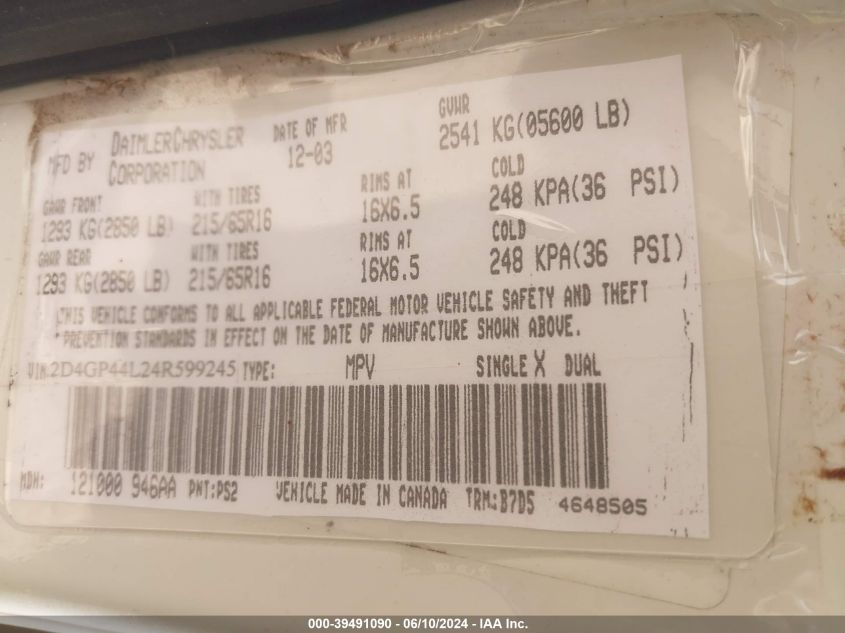 MFD BY DAIMLERCHRYSLER CORPORATION DATE OF MFR 12-03 GVWR 2541 KG(05600 LB)
GAWR FRONT WITH TIRES RIMS AT COLD
1293 KG(2850 LB) 215/65R16 16X6.5 248 KPA(36 PSI)
GAWR REAR WITH TIRES RIMS AT COLD
1293 KG(2850 LB) 215/65R16 16X6.5 248 KPA(36 PSI)
THIS VEHICLE CONFORMS TO ALL APPLICABLE FEDERAL MOTOR VEHICLE SAFETY AND THEFT
PREVENTION STANDARDS IN EFFECT ON THE DATE OF MANUFACTURE SHOWN ABOVE.
VIN: 2D4GP44L24R599245 TYPE: MPV SINGLE X DUAL
MDH: 121000 946AA PNT:PS2 VEHICLE MADE IN CANADA TRM:B7D5 4648505
000-39491090 - 06/10/2024 - IAA Inc.